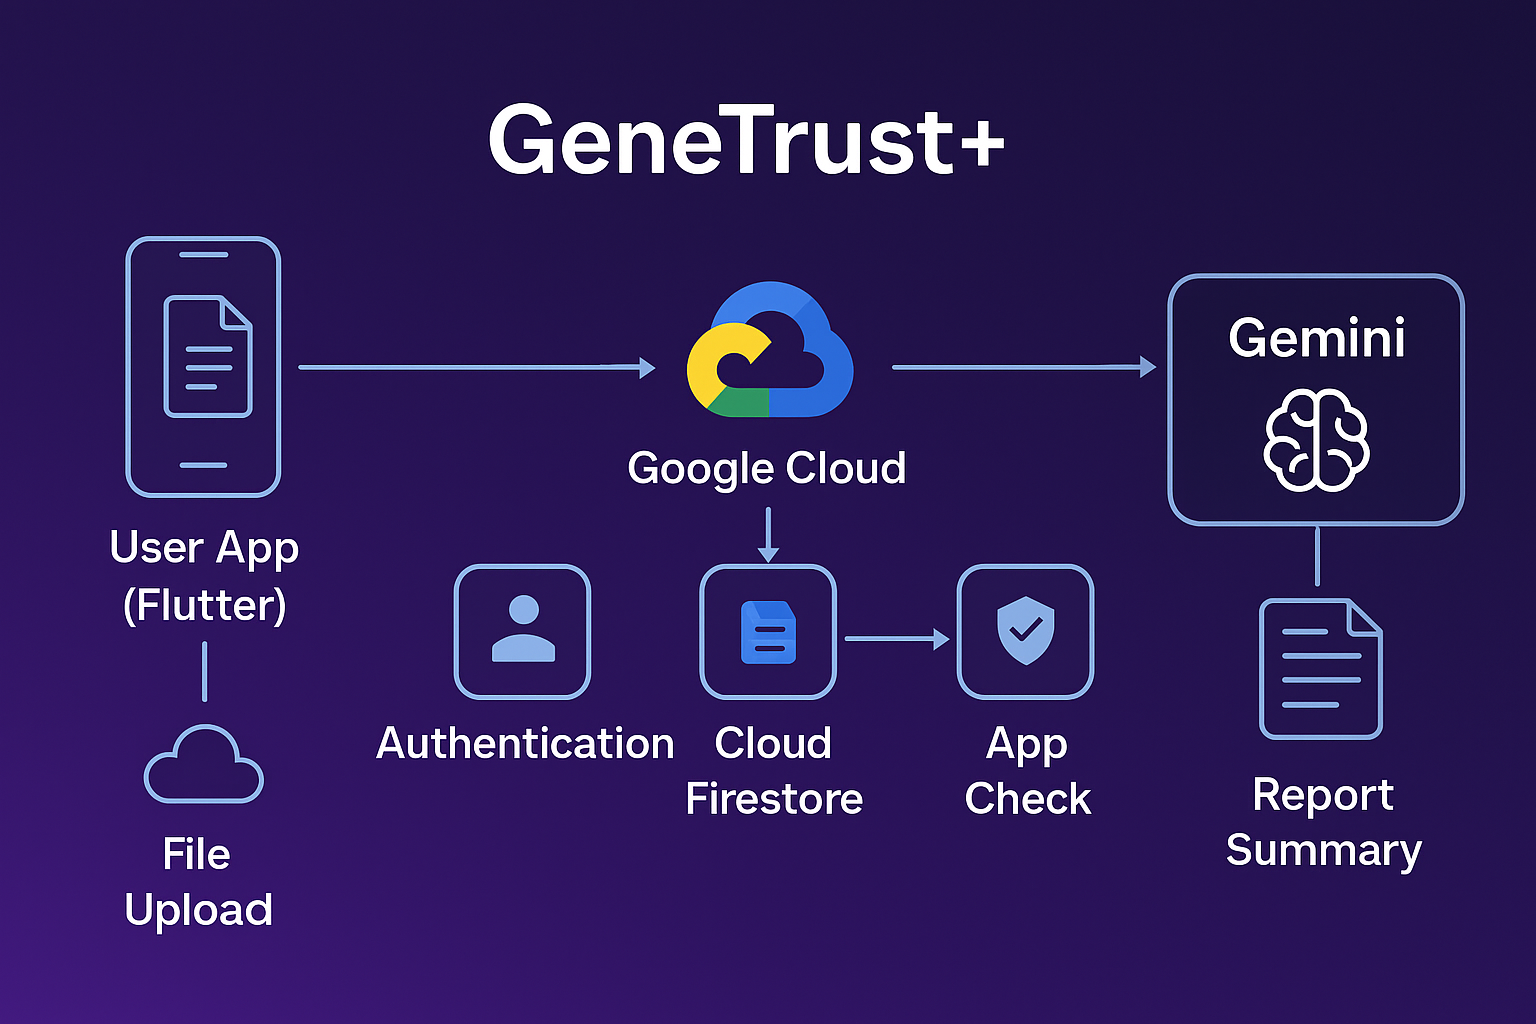 GeneTrust+
User App
(Flutter)
File
Upload
Google Cloud
Authentication
Cloud
Firestore
App
Check
Gemini
Report
Summary